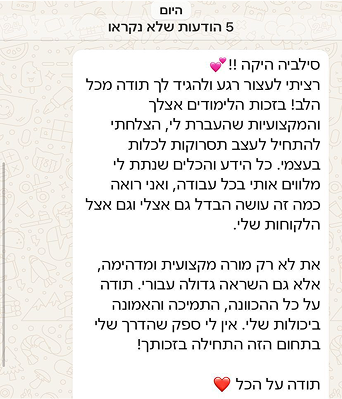 היום
5 הודעות שלא נקראו
סילביה היקה !!💕
רציתי לעצור רגע ולהגיד לך תודה מכל
הלב! בזכות הלימודים אצלך
והמקצועיות שהעברת לי, הצלחתי
להתחיל לעצב תסרוקות לכלות
בעצמי. כל הידע והכלים שנתת לי
מלווים אותי בכל עבודה, ואני רואה
כמה זה עושה הבדל גם אצלי וגם אצל
הלקוחות שלי.
את לא רק מורה מקצועית ומדהימה,
אלא גם השראה גדולה עבורי. תודה
על כל ההכוונה, התמיכה והאמונה
ביכולות שלי. אין לי ספק שהדרך שלי
בתחום הזה התחילה בזכותך!
תודה על הכל ❤️